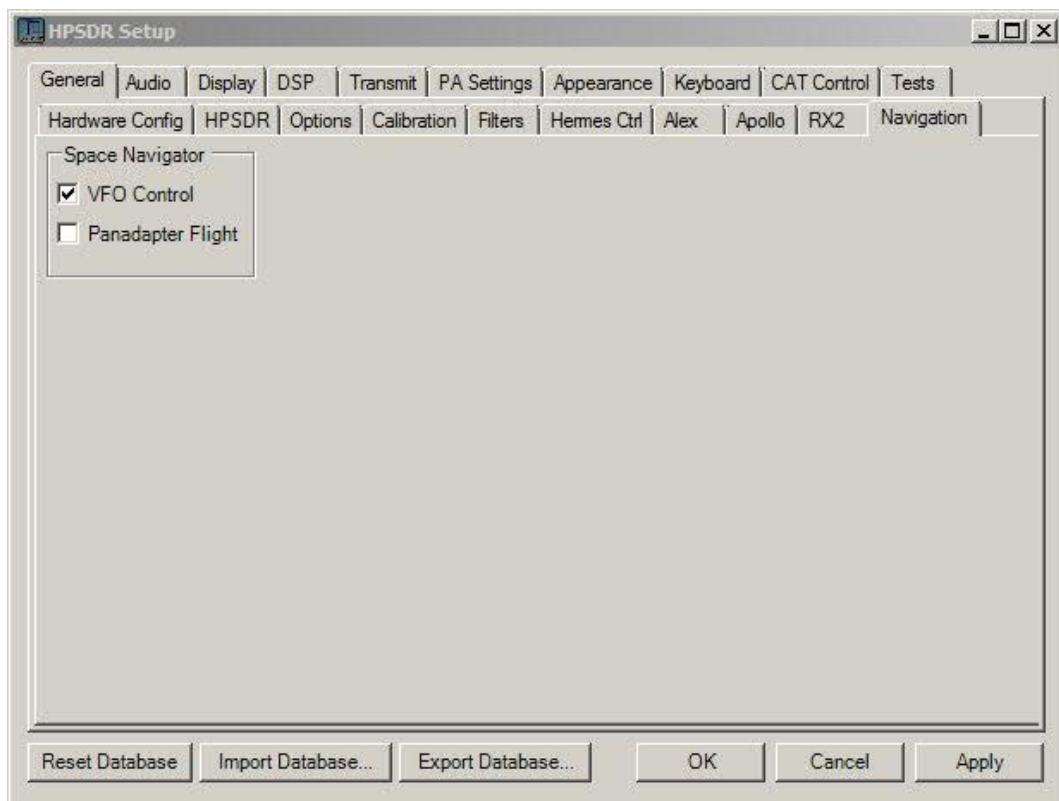 HPSDR Setup
General Audio Display DSP Transmit PA Settings Appearance Keyboard CAT Control Tests
Hardware Config HPSDR Options Calibration Filters Hermes Ctrl Alex Apollo RX2 Navigation
Space Navigator
VFO Control
Panadapter Flight
Reset Database Import Database... Export Database... OK Cancel Apply